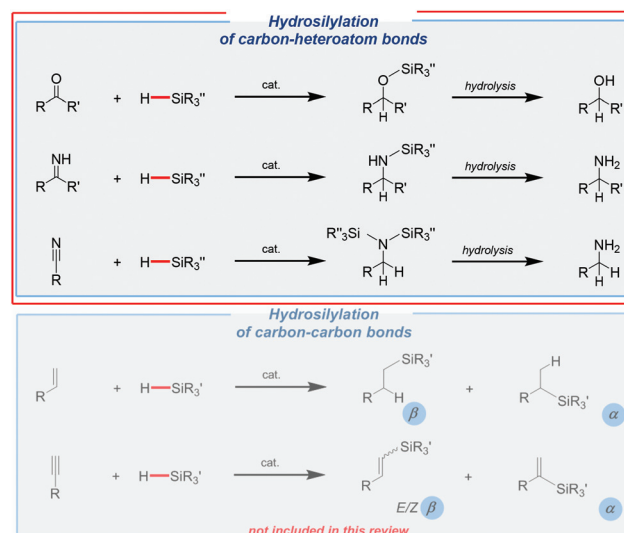 Hydrosilylation
of carbon-heteroatom bonds
O
R R' + H SiR3'' cat. O SiR3'' R R' H hydrolysis OH R R' H
NH
R R' + H SiR3'' cat. HN SiR3'' R R' H hydrolysis NH2 R R' H
N
R + H SiR3'' cat. R''3Si N SiR3'' R H H hydrolysis NH2 R H H
Hydrosilylation
of carbon-carbon bonds
R + H SiR3' cat. SiR3' R H β + H R SiR3' α
R + H SiR3' cat. SiR3' R E/Z β + R SiR3' α
not included in this review